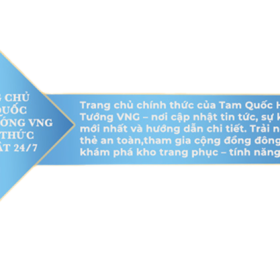 CHỦ
QUỐC
VNG
THỨC
24/7
Trang chủ chính thức của Tam Quốc
Tướng VNG – nơi cập nhật tin tức, sự
mới nhất và hướng dẫn chi tiết. Trải
thẻ an toàn,tham gia cộng đồng đông
khám phá kho trang phục – tính năng